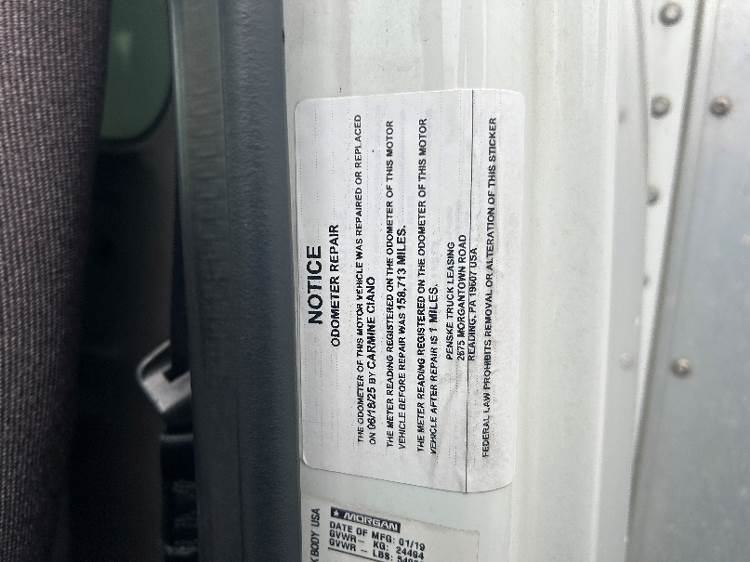 NOTICE
ODOMETER REPAIR
THE ODOMETER OF THIS MOTOR VEHICLE WAS REPAIRED OR REPLACED
ON 06/18/25 BY CARMINE CIANO
THE METER READING REGISTERED ON THE ODOMETER OF THIS MOTOR
VEHICLE BEFORE REPAIR WAS 158,713 MILES.
THE METER READING REGISTERED ON THE ODOMETER OF THIS MOTOR
VEHICLE AFTER REPAIR IS 1 MILES.
PENSKE TRUCK LEASING
2675 MORGANTOWN ROAD
READING, PA 19607 USA
FEDERAL LAW PROHIBITS REMOVAL OR ALTERATION OF THIS STICKER
MORGAN
BODY USA
DATE OF MFG: 01/19
GVWR - KG: 24494
GVWR - LBS: